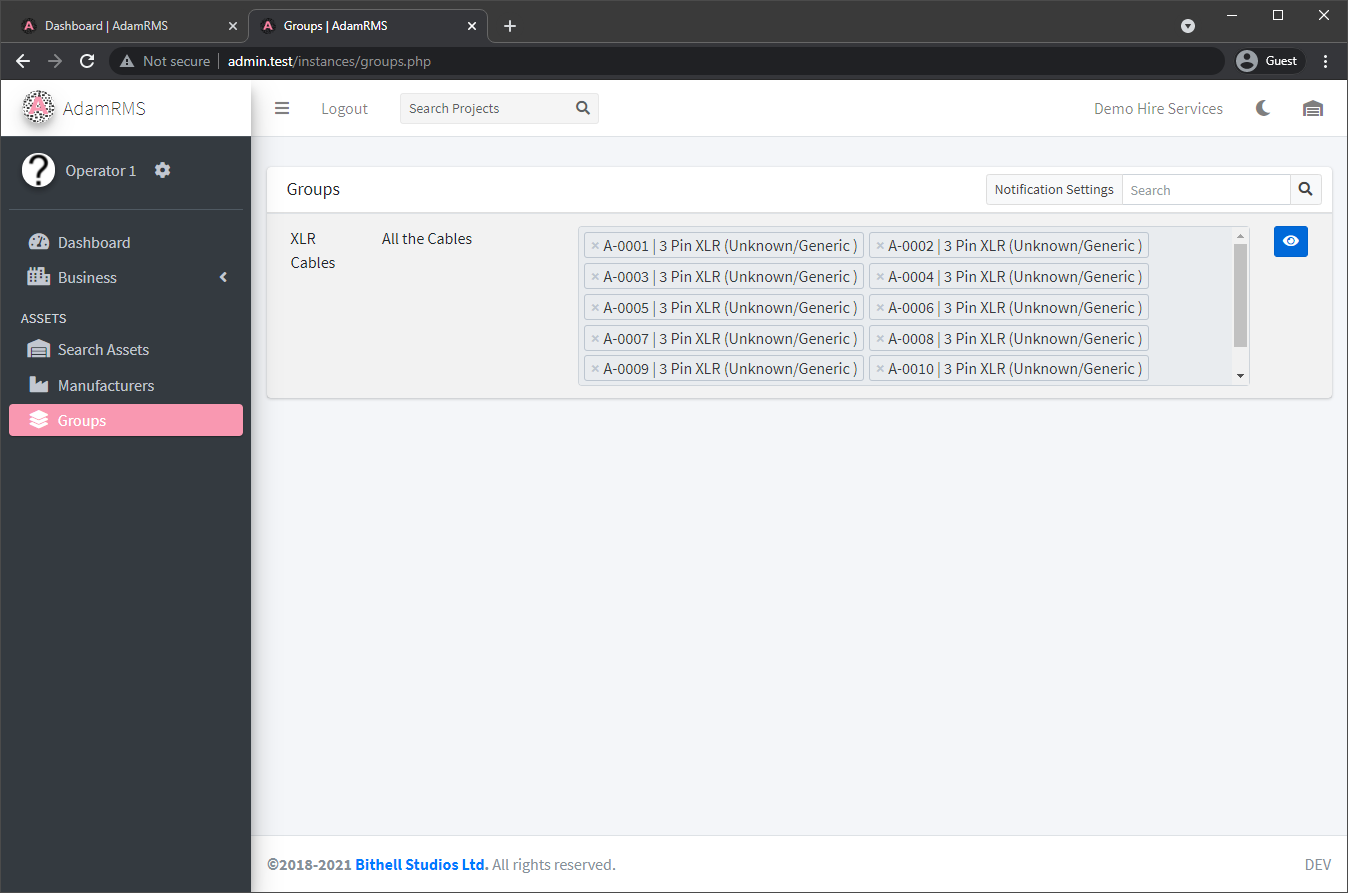 Dashboard | AdamRMS
Groups | AdamRMS
Not secure admin.test/instances/groups.php Guest
AdamRMS
Logout Search Projects Demo Hire Services
Operator 1
Dashboard
Business
ASSETS
Search Assets
Manufacturers
Groups
Groups Notification Settings Search
XLR Cables
All the Cables
× A-0001 | 3 Pin XLR (Unknown/Generic ) × A-0002 | 3 Pin XLR (Unknown/Generic )
× A-0003 | 3 Pin XLR (Unknown/Generic ) × A-0004 | 3 Pin XLR (Unknown/Generic )
× A-0005 | 3 Pin XLR (Unknown/Generic ) × A-0006 | 3 Pin XLR (Unknown/Generic )
× A-0007 | 3 Pin XLR (Unknown/Generic ) × A-0008 | 3 Pin XLR (Unknown/Generic )
× A-0009 | 3 Pin XLR (Unknown/Generic ) × A-0010 | 3 Pin XLR (Unknown/Generic )
©2018-2021 Bithell Studios Ltd. All rights reserved. DEV